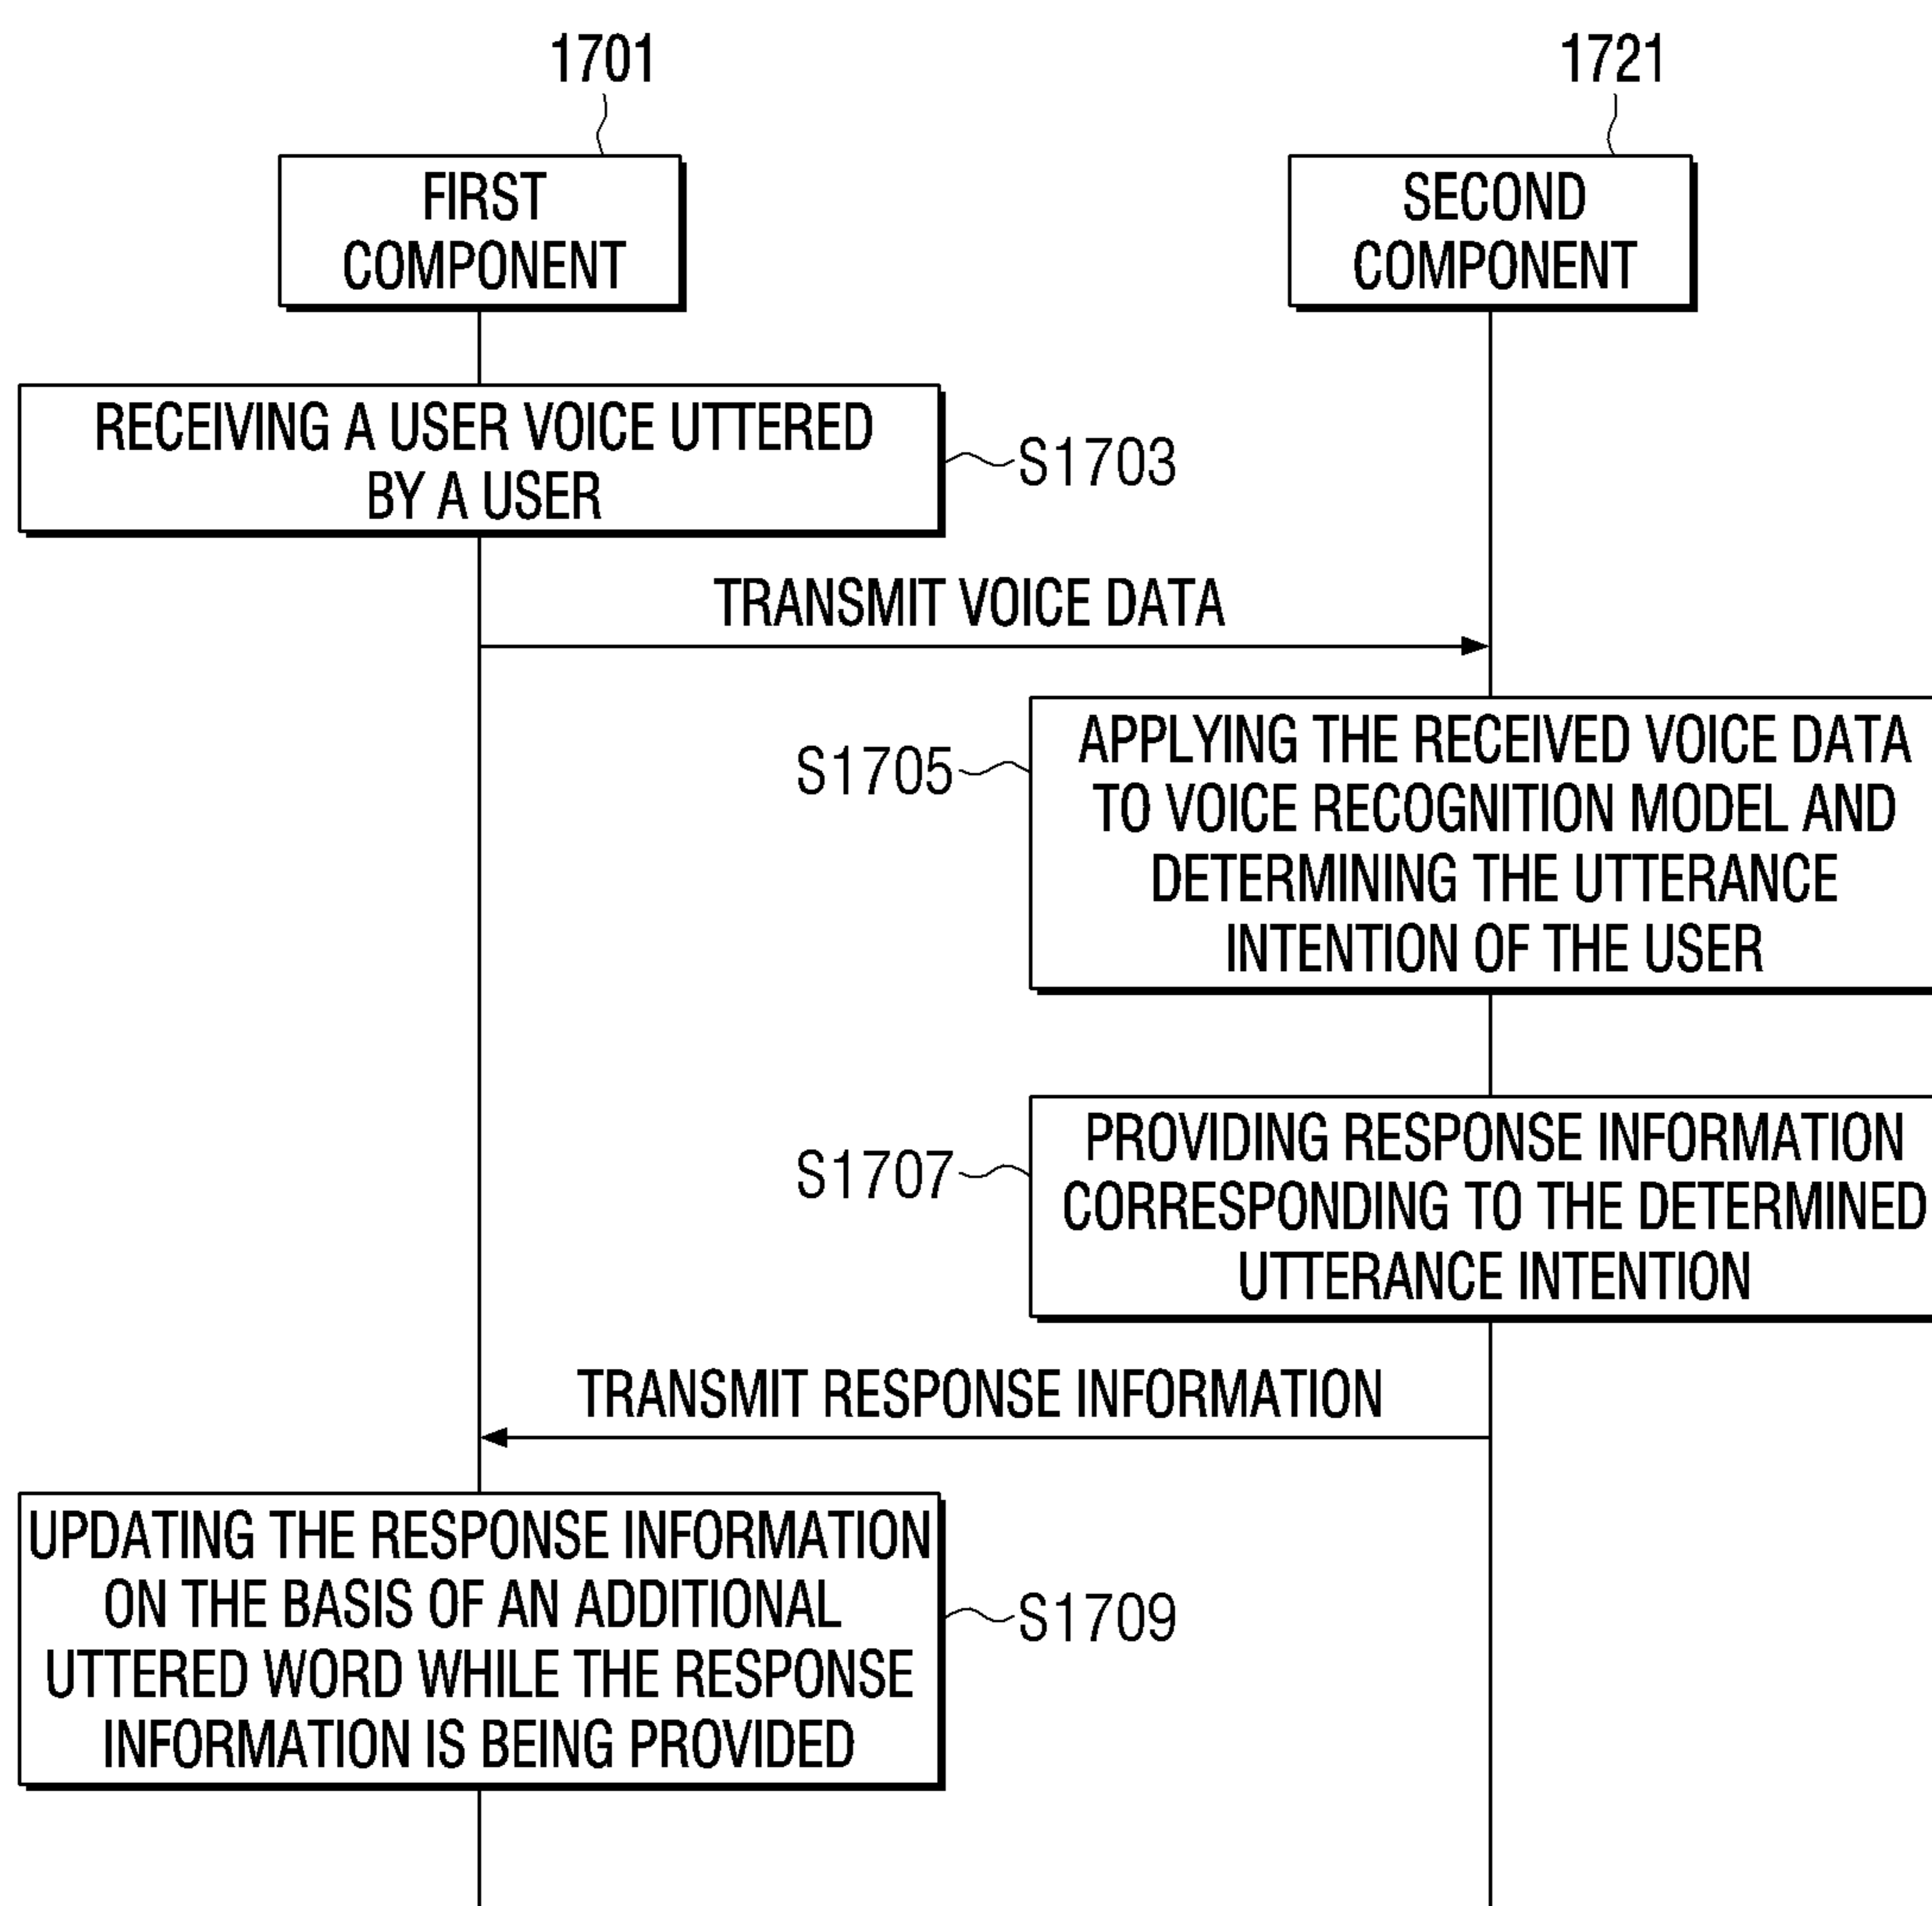 1701
1721
FIRST
COMPONENT
SECOND
COMPONENT
RECEIVING A USER VOICE UTTERED
BY A USER
S1703
TRANSMIT VOICE DATA
S1705
APPLYING THE RECEIVED VOICE DATA
TO VOICE RECOGNITION MODEL AND
DETERMINING THE UTTERANCE
INTENTION OF THE USER
S1707
PROVIDING RESPONSE INFORMATION
CORRESPONDING TO THE DETERMINED
UTTERANCE INTENTION
TRANSMIT RESPONSE INFORMATION
UPDATING THE RESPONSE INFORMATION
ON THE BASIS OF AN ADDITIONAL
UTTERED WORD WHILE THE RESPONSE
INFORMATION IS BEING PROVIDED
S1709